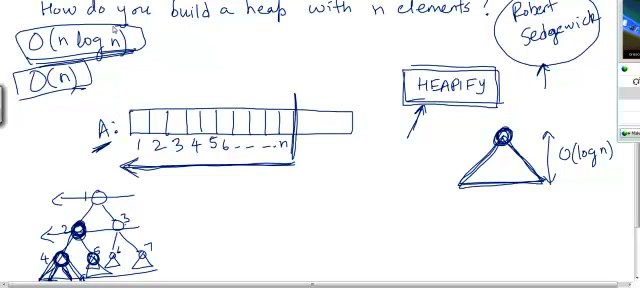 How do you build a heap with n elements?
Robert
Sedgewick
O(n log n)
O(n)
HEAPIFY
A:
1 2 3 4 5 6 ... ... n
O(log n)
1
2 3
4 5 6 7